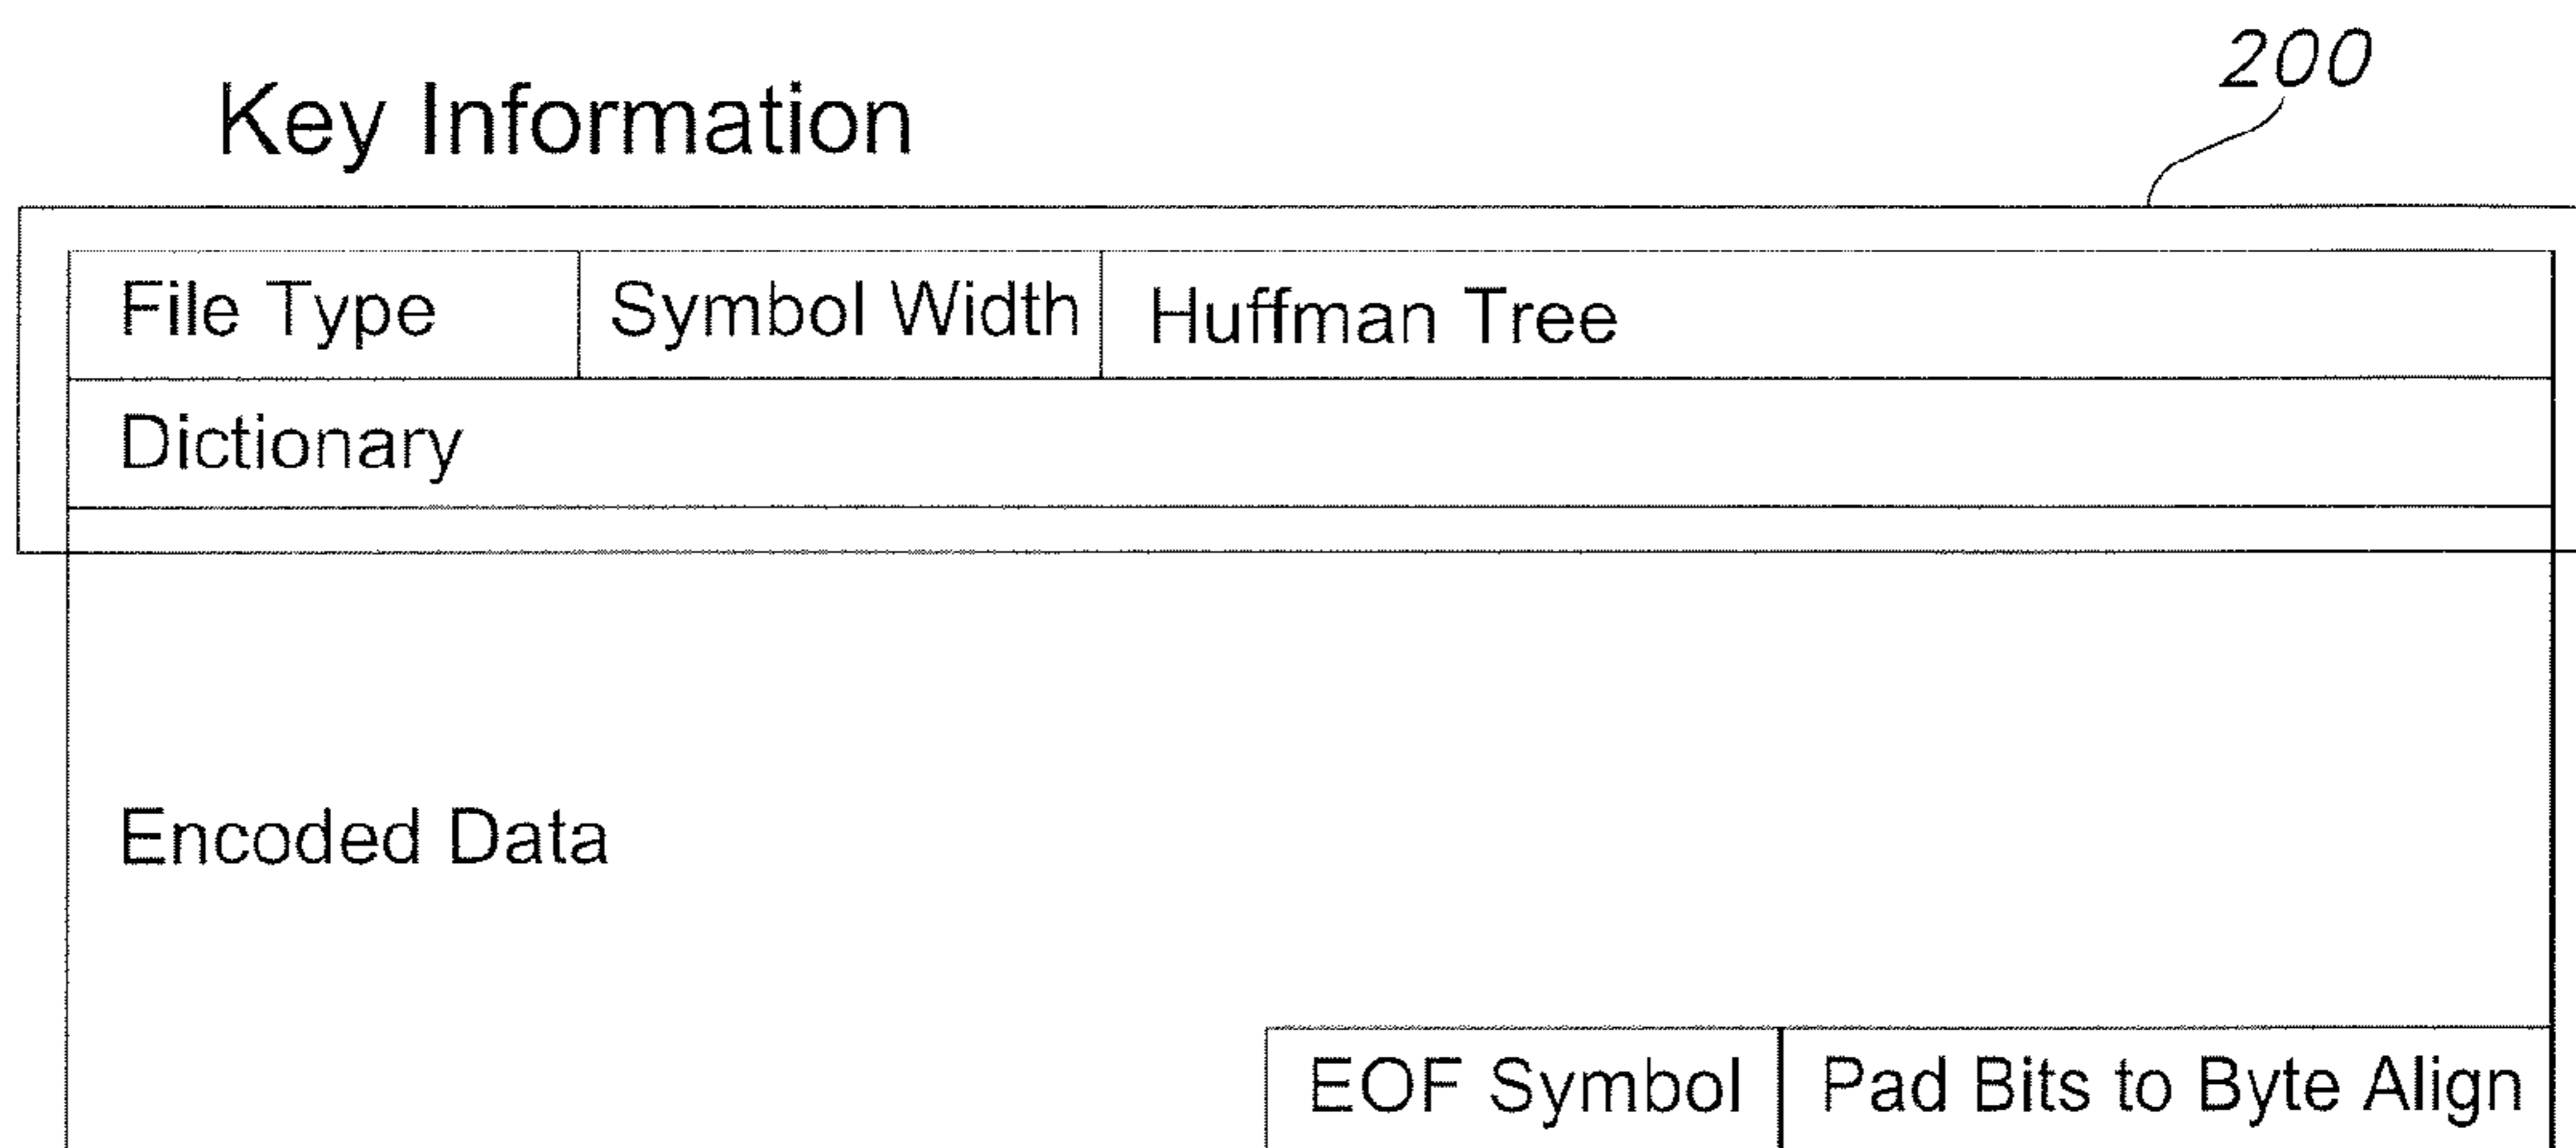 200
Key Information
File Type Symbol Width Huffman Tree
Dictionary
Encoded Data
EOF Symbol Pad Bits to Byte Align